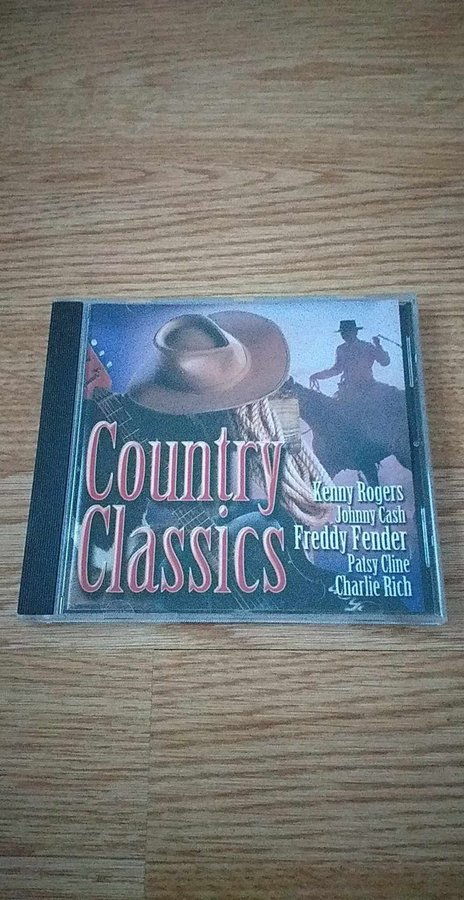 Country
Classics
Kenny Rogers
Johnny Cash
Freddy Fender
Patsy Cline
Charlie Rich